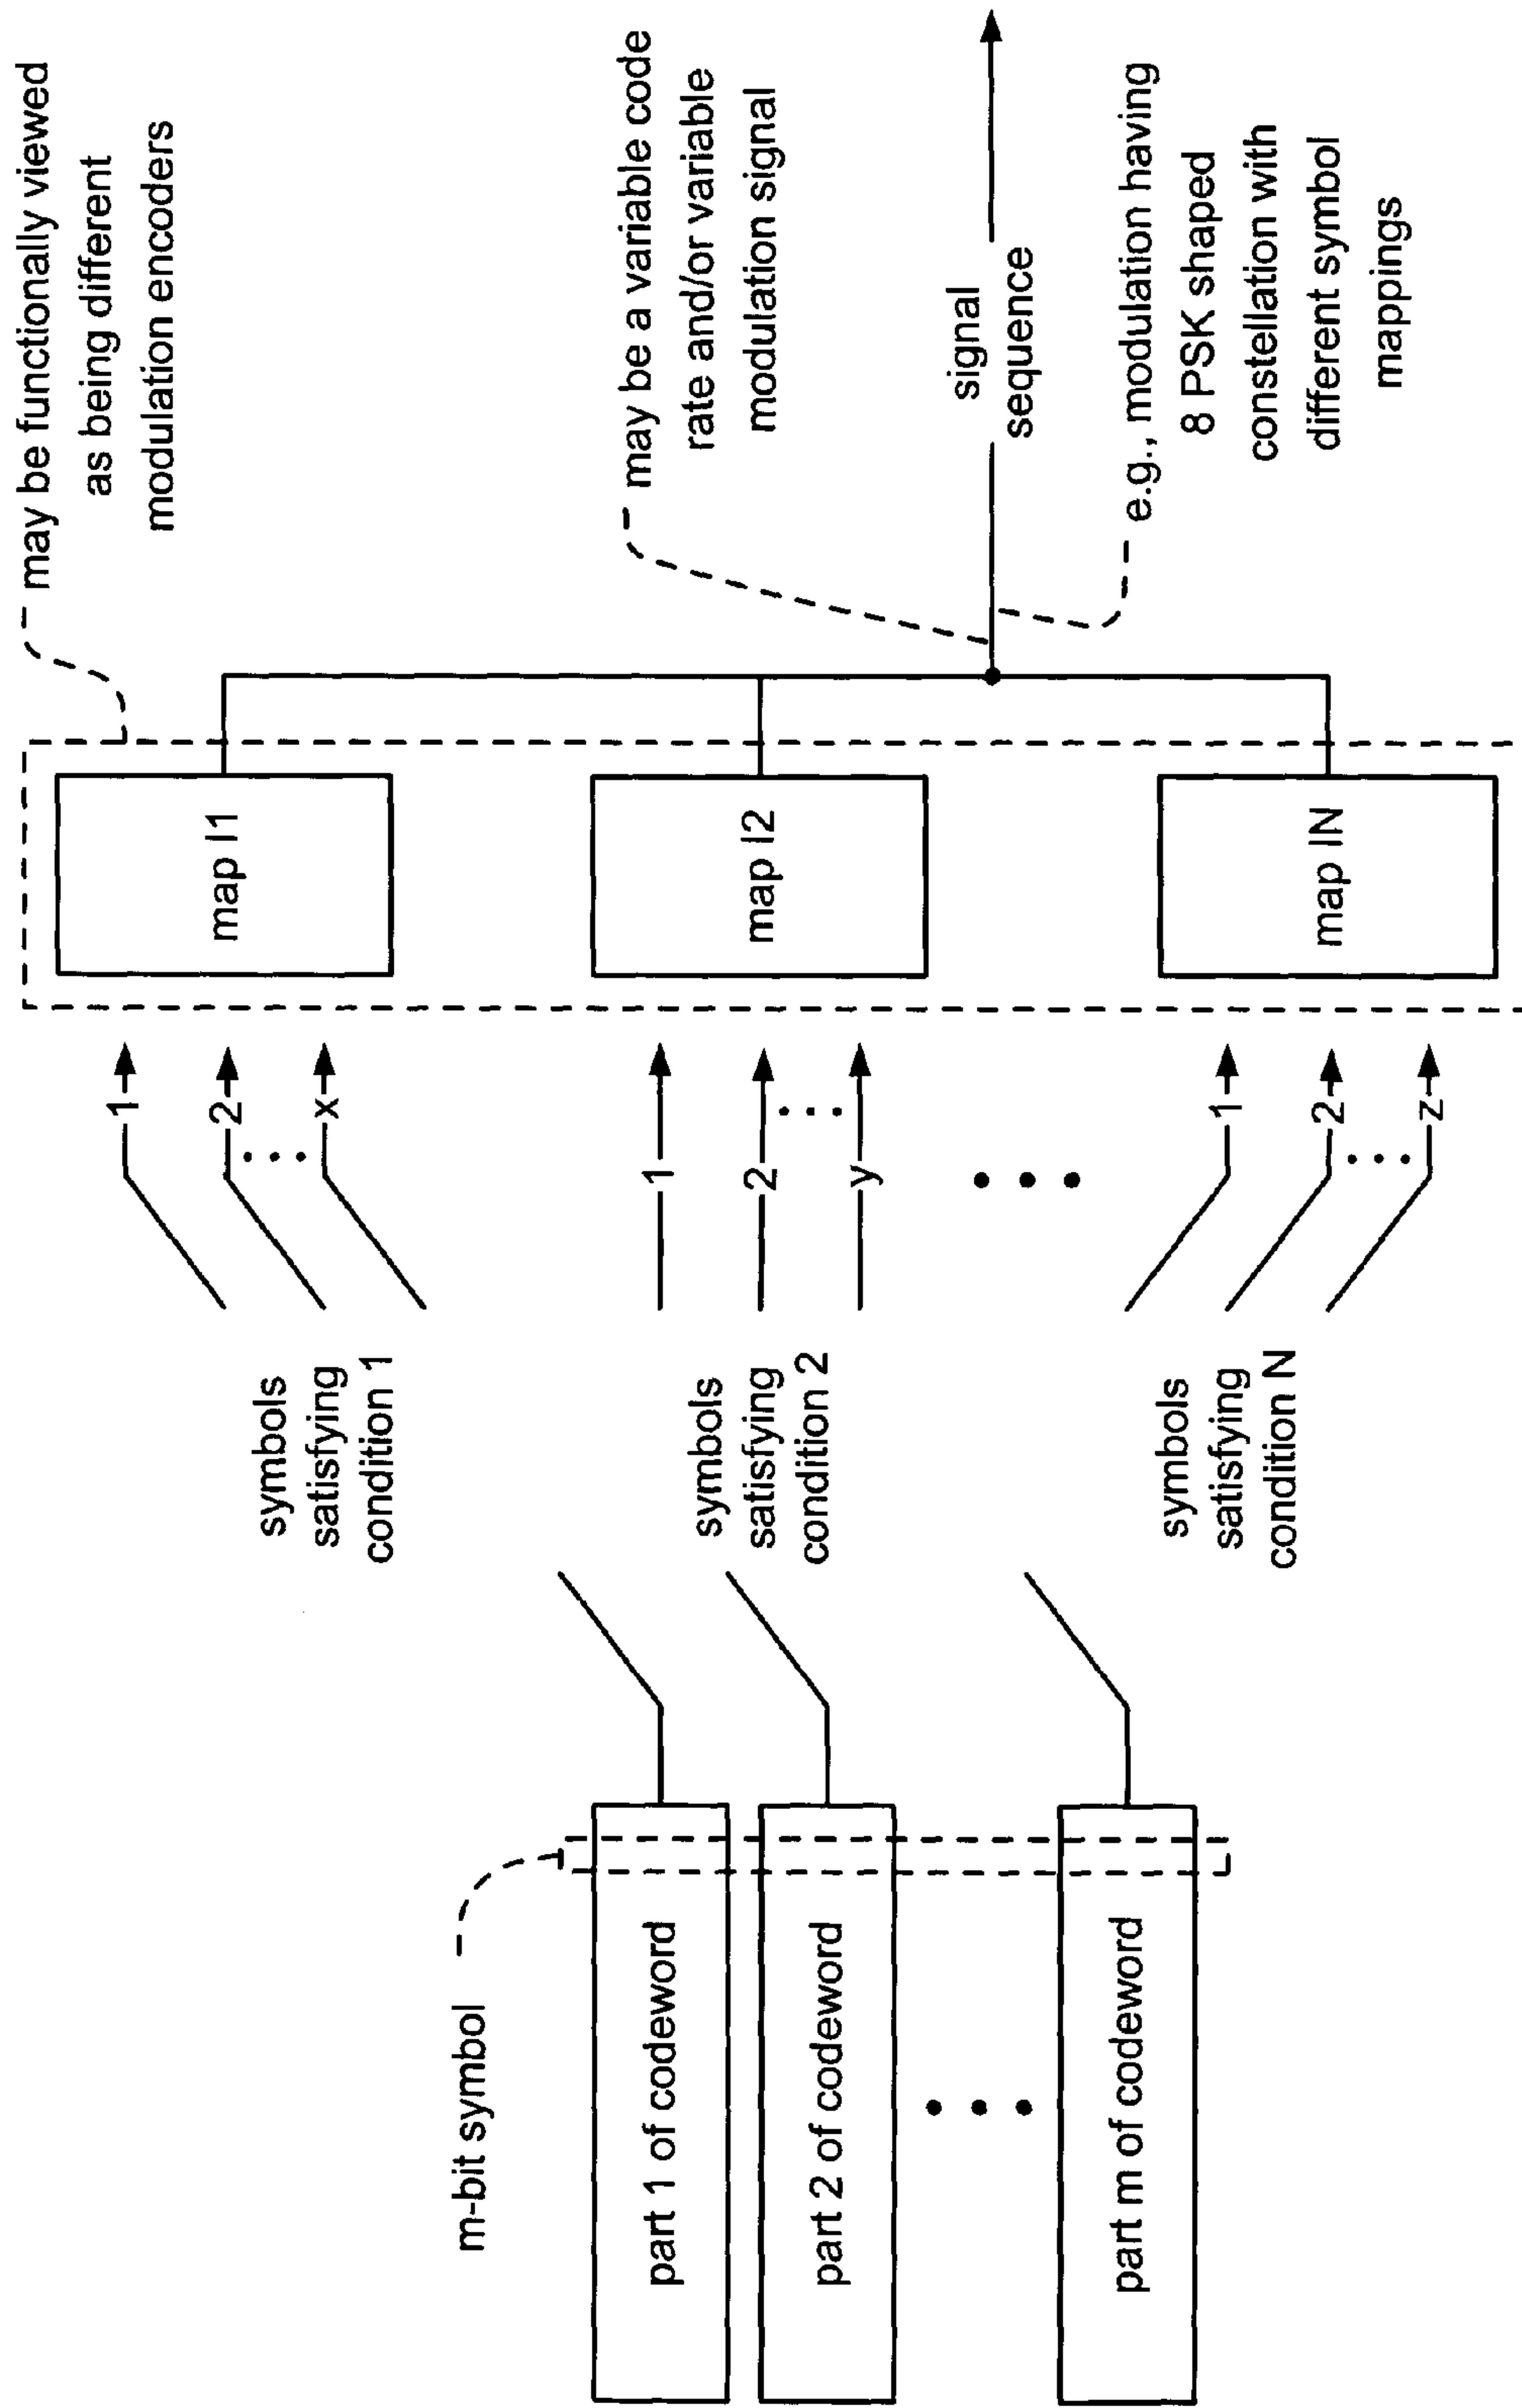 m-bit symbol
part 1 of codeword
part 2 of codeword
part m of codeword
symbols
satisfying
condition 1
symbols
satisfying
condition 2
symbols
satisfying
condition N
1
2
x
1
2
y
1
2
z
map I1
map I2
map IN
may be functionally viewed
as being different
modulation encoders
may be a variable code
rate and/or variable
modulation signal
signal
sequence
e.g., modulation having
8 PSK shaped
constellation with
different symbol
mappings